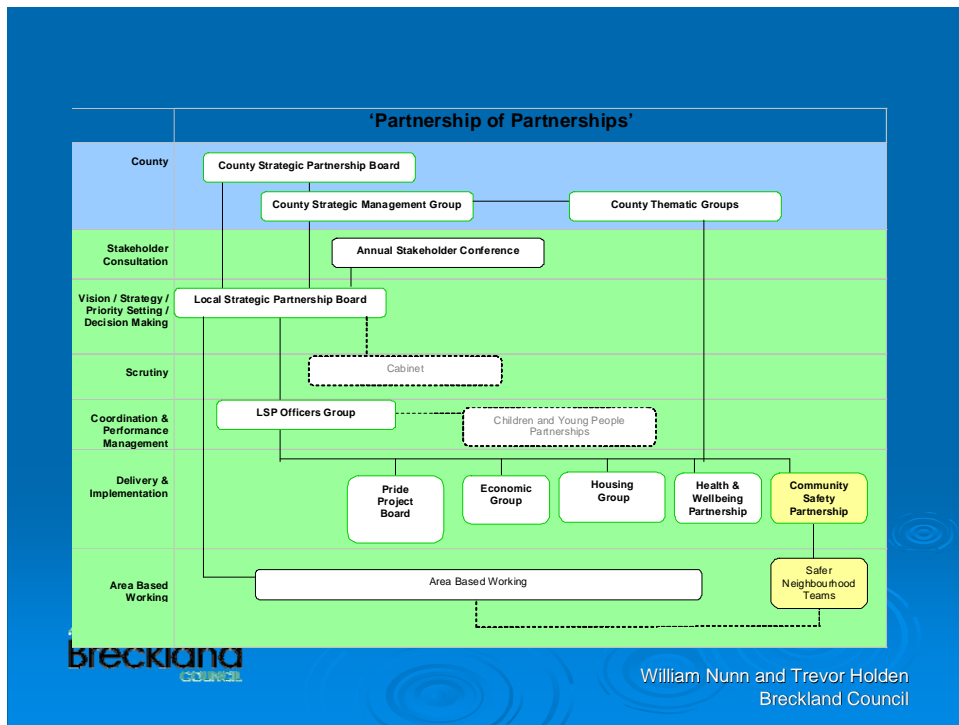 'Partnership of Partnerships'
County
County Strategic Partnership Board
County Strategic Management Group
County Thematic Groups
Stakeholder
Consultation
Annual Stakeholder Conference
Vision / Strategy /
Priority Setting /
Decision Making
Local Strategic Partnership Board
Scrutiny
Cabinet
Coordination &
Performance
Management
LSP Officers Group
Children and Young People
Partnerships
Delivery &
Implementation
Pride
Project
Board
Economic
Group
Housing
Group
Health &
Wellbeing
Partnership
Community
Safety
Partnership
Area Based
Working
Area Based Working
Safer
Neighbourhood
Teams
Breckland
COUNCIL
William Nunn and Trevor Holden
Breckland Council